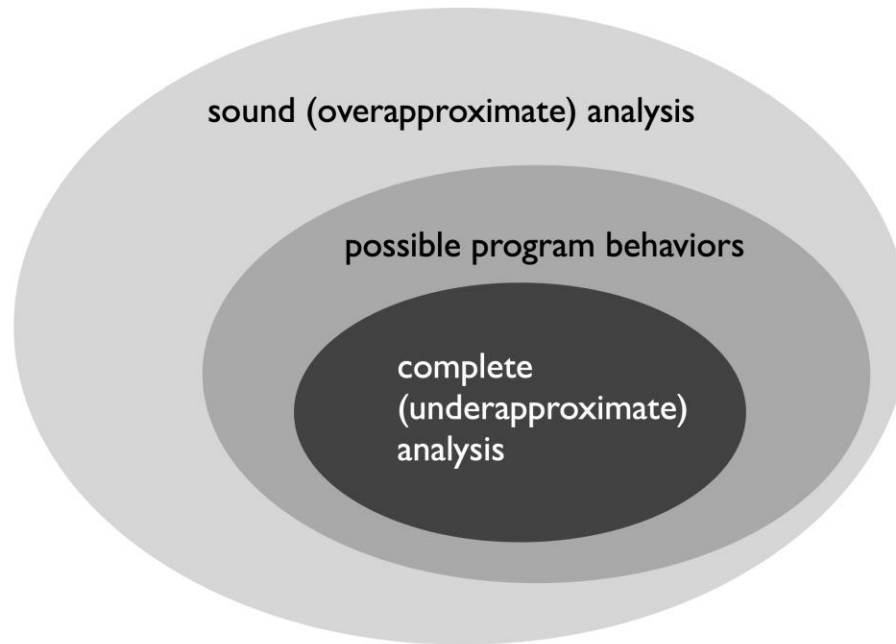 sound (overapproximate) analysis
possible program behaviors
complete
(underapproximate)
analysis